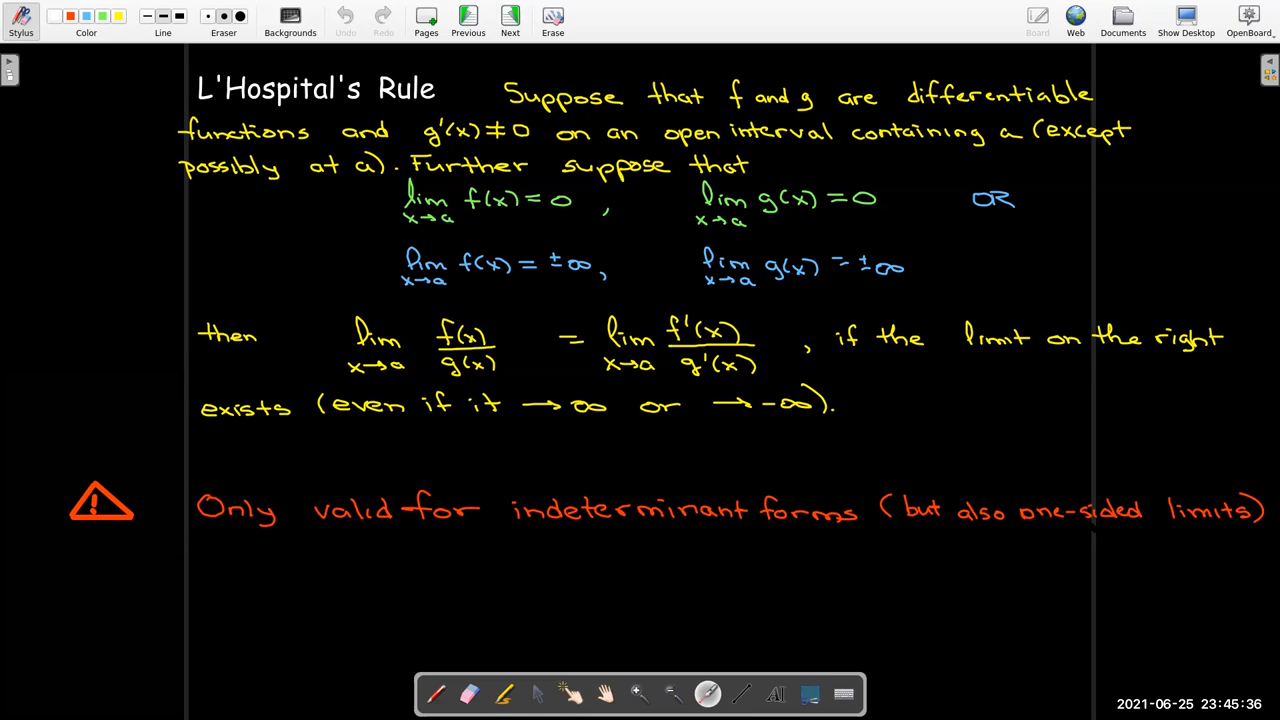 Stylus Color Line Eraser Backgrounds Undo Redo Pages Previous Next Erase Board Web Documents Show Desktop OpenBoard
L'Hospital's Rule Suppose that f and g are differentiable
functions and g'(x)≠0 on an open interval containing a (except
possibly at a). Further suppose that
lim x→a f(x) = 0 , lim x→a g(x) = 0 OR
lim x→a f(x) = ±∞, lim x→a g(x) = ±∞
then lim x→a f(x)/g(x) = lim x→a f'(x)/g'(x) , if the limit on the right
exists (even if it →∞ or →-∞).
! Only valid for indeterminant forms (but also one-sided limits)
AI
2021-06-25 23:45:36